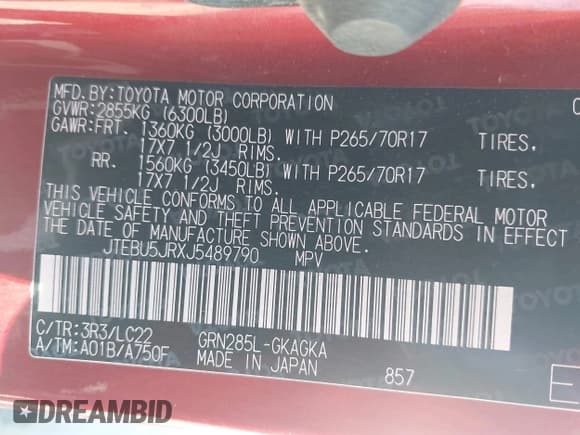 MFD.BY:TOYOTA MOTOR CORPORATION
GVWR:2855KG (6300LB)
GAWR:FRT. 1360KG (3000LB) WITH P265/70R17 TIRES,
17X7 1/2J RIMS.
RR. 1560KG (3450LB) WITH P265/70R17 TIRES,
17X7 1/2J RIMS.
THIS VEHICLE CONFORMS TO ALL APPLICABLE FEDERAL MOTOR
VEHICLE SAFETY AND THEFT PREVENTION STANDARDS IN EFFECT
THE DATE OF MANUFACTURE SHOWN ABOVE.
JTEBU5JRXJ5489790 MPV
C/TR:3R3/LC22 GRN285L-GKAGKA
A/TM:A01B/A750F MADE IN JAPAN 857
DREAMBID